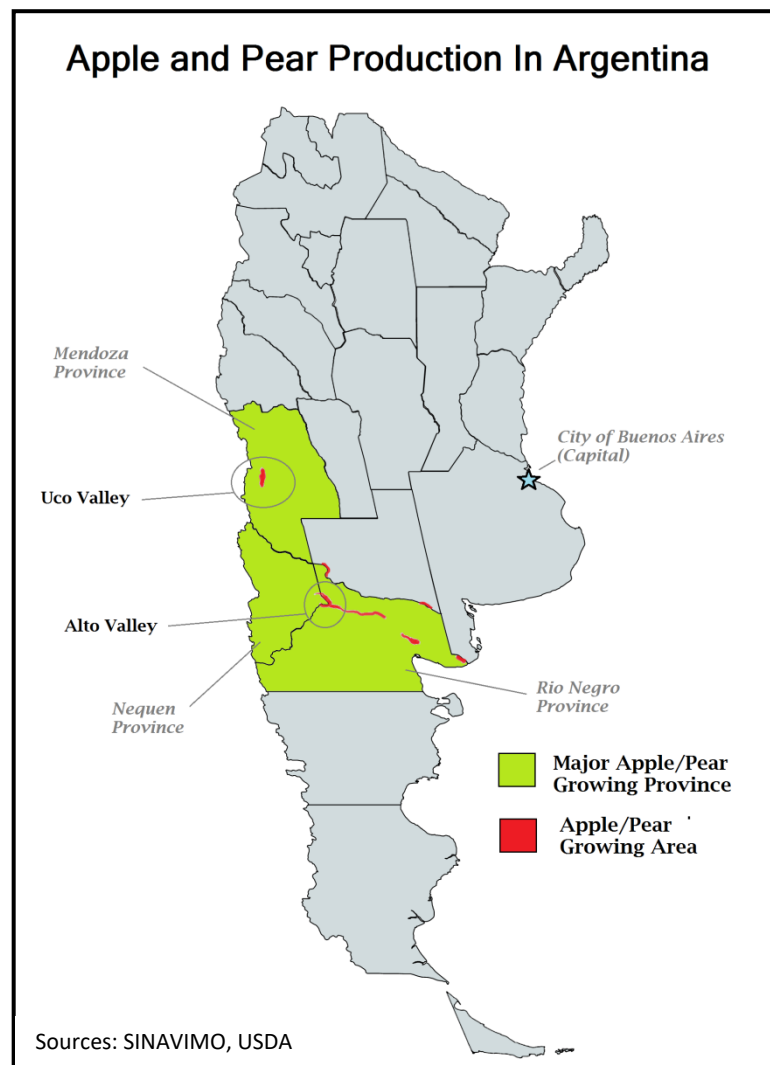 Apple and Pear Production In Argentina
Mendoza
Province
City of Buenos Aires
(Capital)
Uco Valley
Alto Valley
Nequen
Province
Rio Negro
Province
Major Apple/Pear
Growing Province
Apple/Pear
Growing Area
Sources: SINAVIMO, USDA